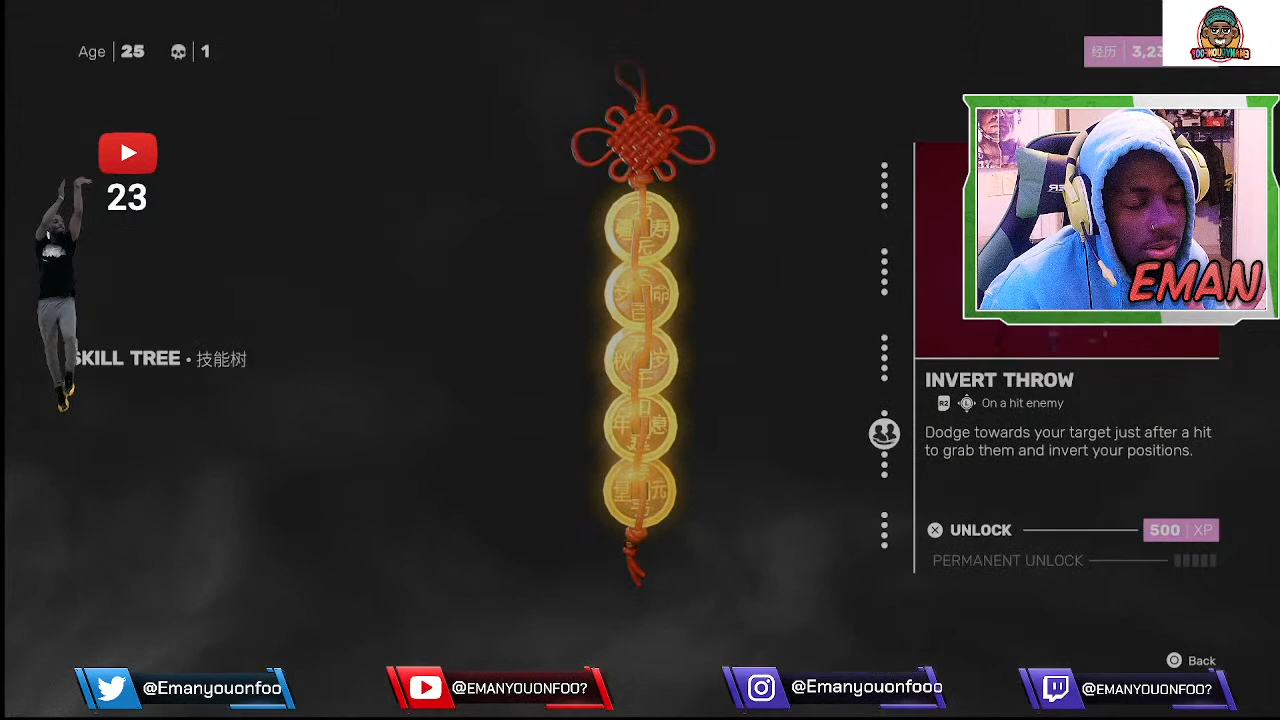 Age 25 1
经历 3,23
23
EMAN
SKILL TREE • 技能树
INVERT THROW
R2 L On a hit enemy
Dodge towards your target just after a hit
to grab them and invert your positions.
UNLOCK 500 XP
PERMANENT UNLOCK
Back
@Emanyouonfoo
@EMANYOUONFOO?
@Emanyouonfooo
@EMANYOUONFOO?